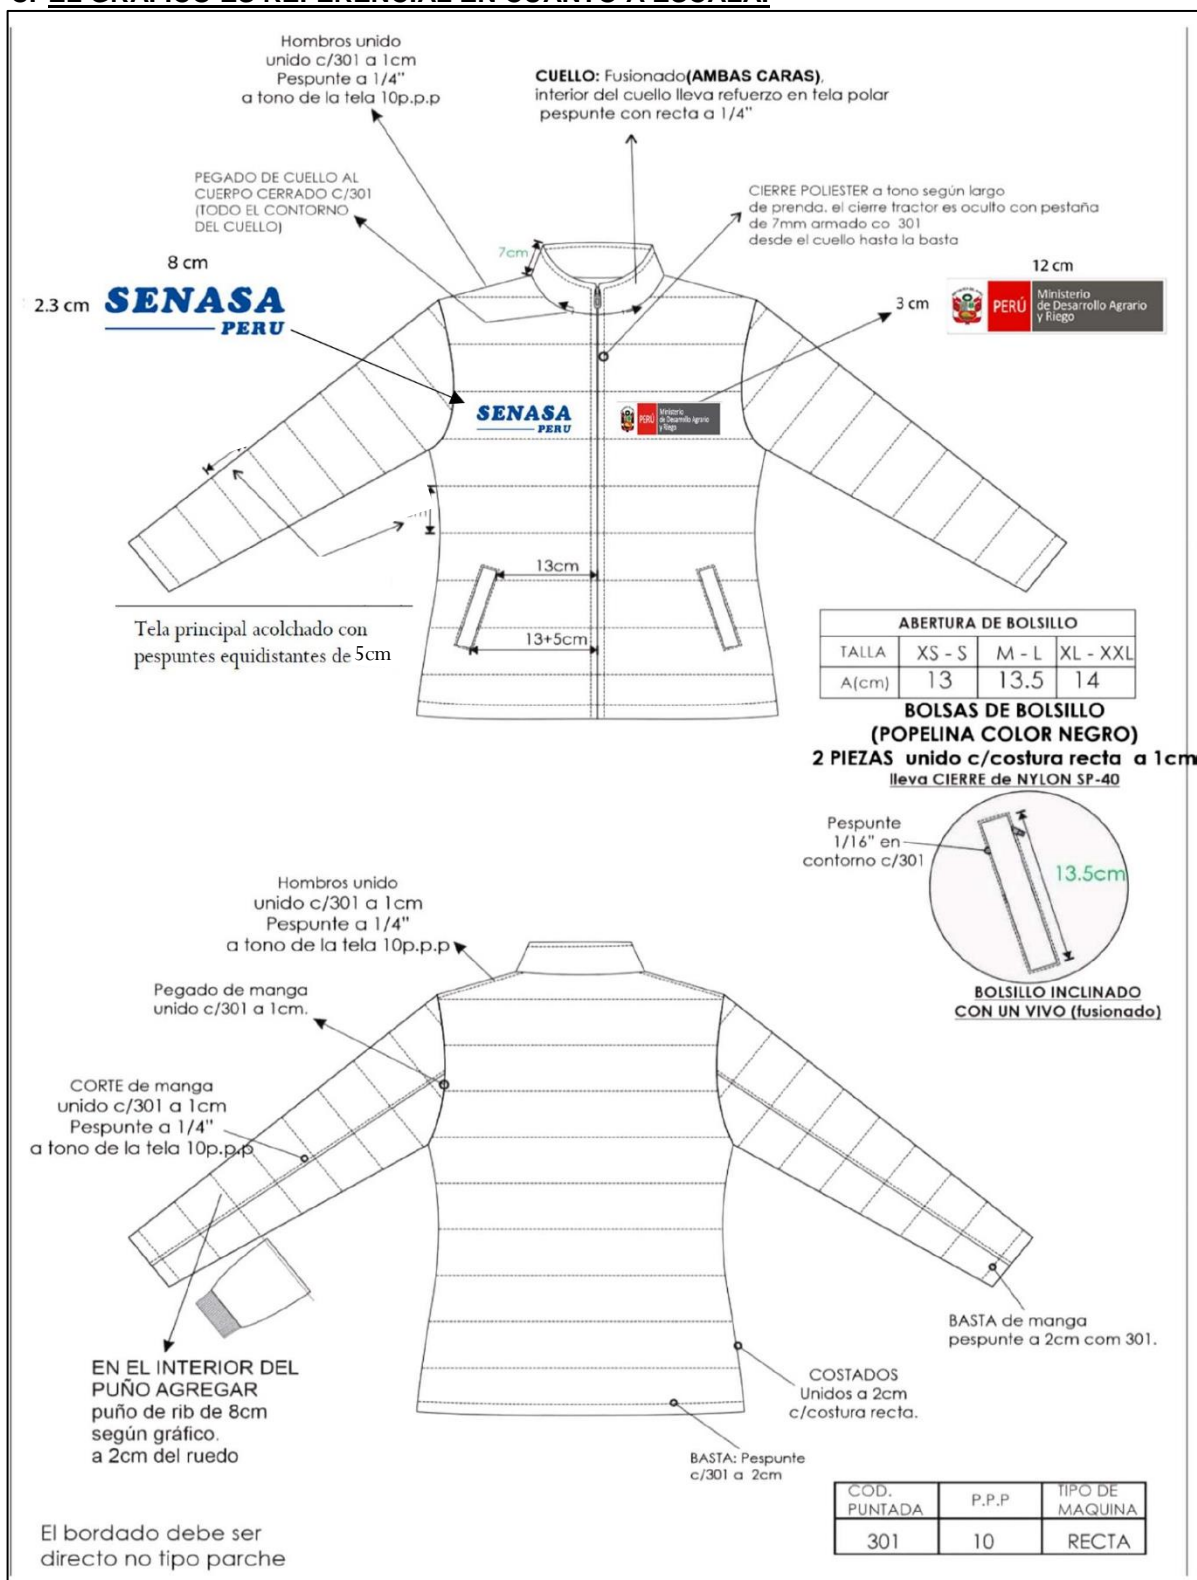 Hombros unido
unido c/301 a 1cm
Pespunte a 1/4"
a tono de la tela 10p.p.p
CUELLO: Fusionado(AMBAS CARAS),
interior del cuello lleva refuerzo en tela polar
pespunte con recta a 1/4"
PEGADO DE CUELLO AL
CUERPO CERRADO C/301
(TODO EL CONTORNO
DEL CUELLO)
CIERRE POLIESTER a tono según largo
de prenda. el cierre tractor es oculto con pestaña
de 7mm armado co 301
desde el cuello hasta la basta
7cm
8 cm
2.3 cm
SENASA
PERU
12 cm
3 cm
PERÚ
Ministerio
de Desarrollo Agrario
y Riego
SENASA
PERU
PERÚ
Ministerio
de Desarrollo Agrario
y Riego
13cm
13+5cm
Tela principal acolchado con
pespuntes equidistantes de 5cm
ABERTURA DE BOLSILLO
TALLA XS - S M - L XL - XXL
A(cm) 13 13.5 14
BOLSAS DE BOLSILLO
(POPELINA COLOR NEGRO)
2 PIEZAS unido c/costura recta a 1cm
lleva CIERRE de NYLON SP-40
Pespunte
1/16" en
contorno c/301
13.5cm
BOLSILLO INCLINADO
CON UN VIVO (fusionado)
Hombros unido
unido c/301 a 1cm
Pespunte a 1/4"
a tono de la tela 10p.p.p
Pegado de manga
unido c/301 a 1cm.
CORTE de manga
unido c/301 a 1cm
Pespunte a 1/4"
a tono de la tela 10p.p.p
EN EL INTERIOR DEL
PUÑO AGREGAR
puño de rib de 8cm
según gráfico.
a 2cm del ruedo
BASTA de manga
pespunte a 2cm com 301.
COSTADOS
Unidos a 2cm
c/costura recta.
BASTA: Pespunte
c/301 a 2cm
COD. PUNTADA P.P.P TIPO DE MAQUINA
301 10 RECTA
El bordado debe ser
directo no tipo parche